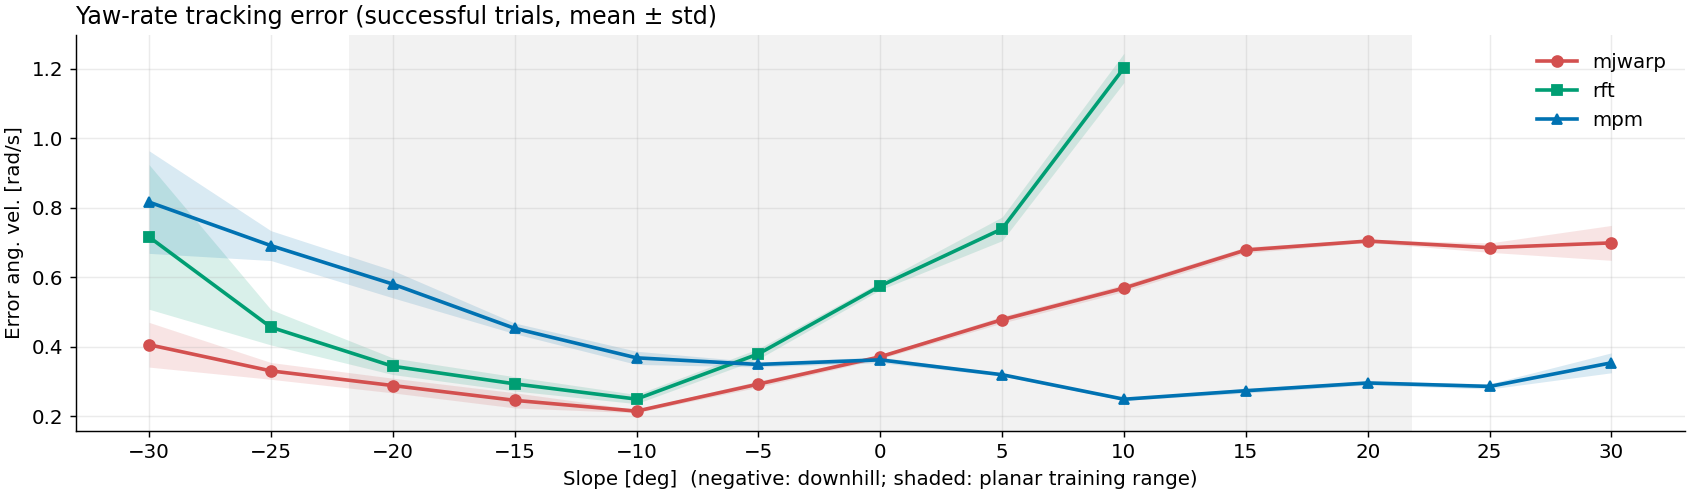 Yaw-rate tracking error (successful trials, mean ± std)
Error ang. vel. [rad/s]
1.2
1.0
0.8
0.6
0.4
0.2
mjwarp
rft
mpm
−30 −25 −20 −15 −10 −5 0 5 10 15 20 25 30
Slope [deg]  (negative: downhill; shaded: planar training range)